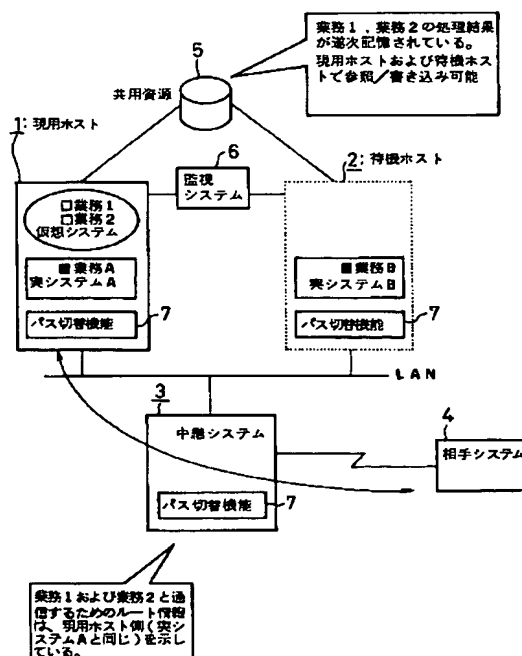 業務1,業務2の処理結果
が逐次記憶されている。
現用ホストおよび待機ホス
トで参照/書き込み可能
5
共用資源
1:現用ホスト
6
監視
システム
2:待機ホスト
□業務1
□業務2
仮想システム
■業務A
実システムA
パス切替機能
7
■業務B
実システムB
パス切替機能
7
LAN
3
中継システム
パス切替機能
7
4
相手システム
業務1および業務2と通
信するためのルート情報
は、現用ホスト側(実シ
ステムAと同じ)を示し
ている。